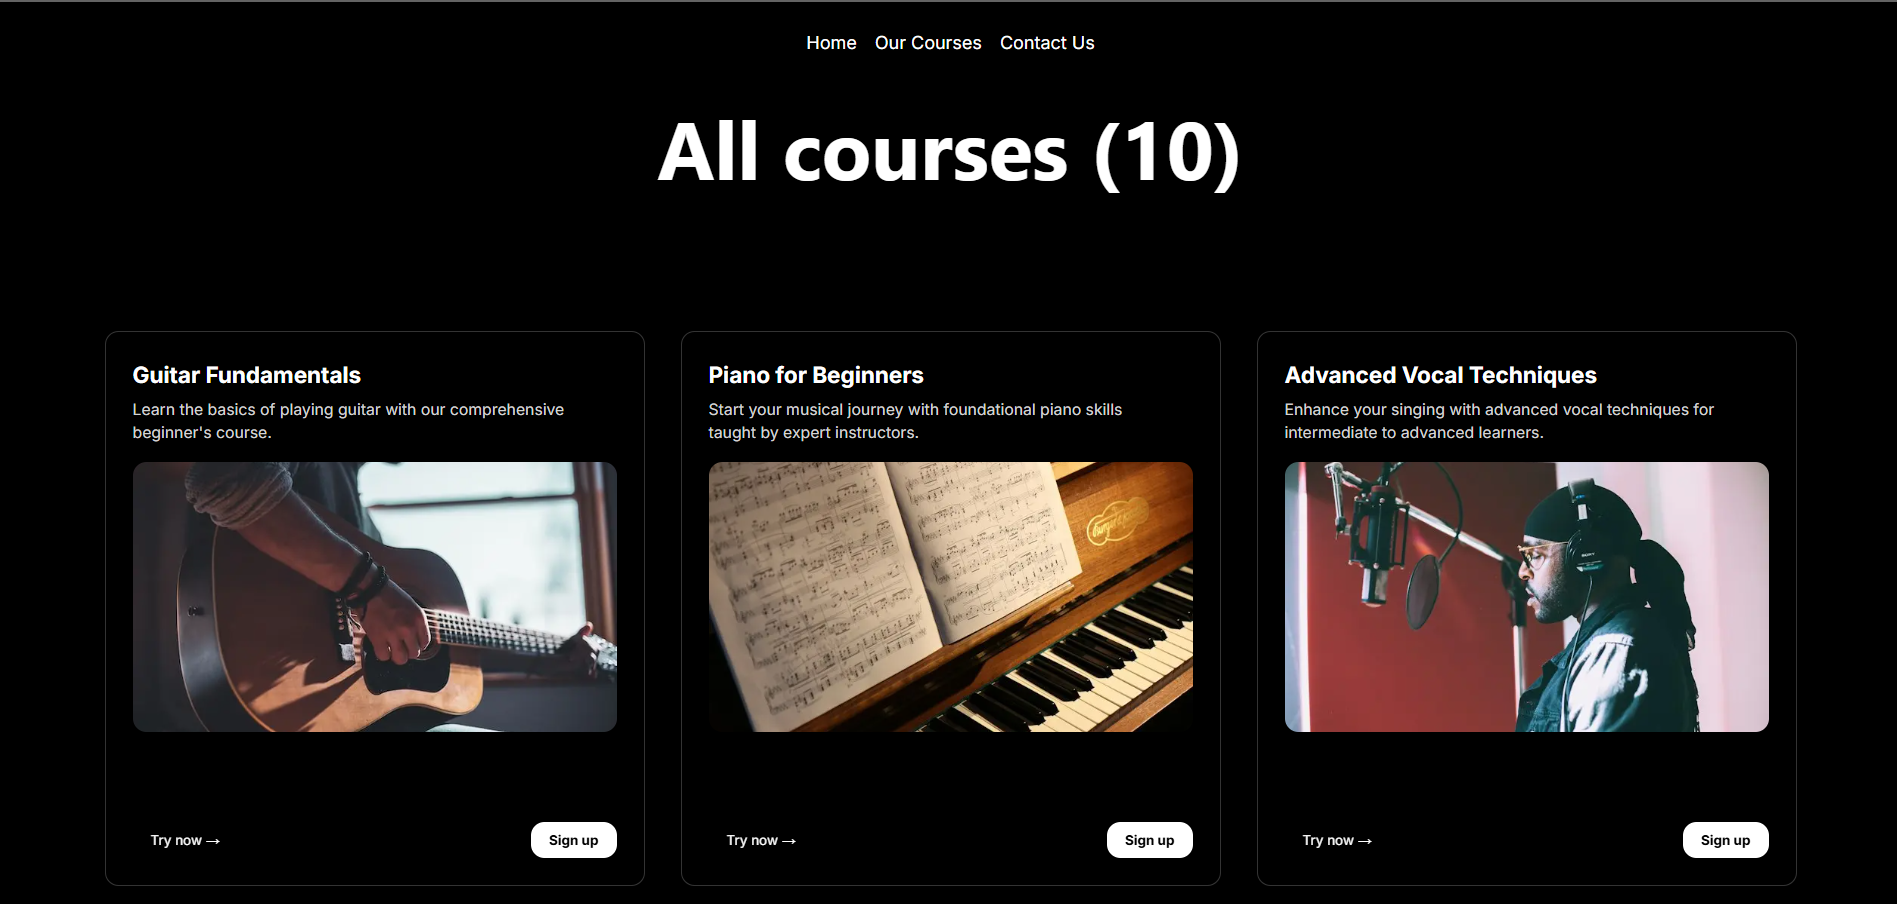 Home Our Courses Contact Us
All courses (10)
Guitar Fundamentals
Learn the basics of playing guitar with our comprehensive
beginner's course.
Try now →
Sign up
Piano for Beginners
Start your musical journey with foundational piano skills
taught by expert instructors.
Try now →
Sign up
Advanced Vocal Techniques
Enhance your singing with advanced vocal techniques for
intermediate to advanced learners.
SONY
Try now →
Sign up